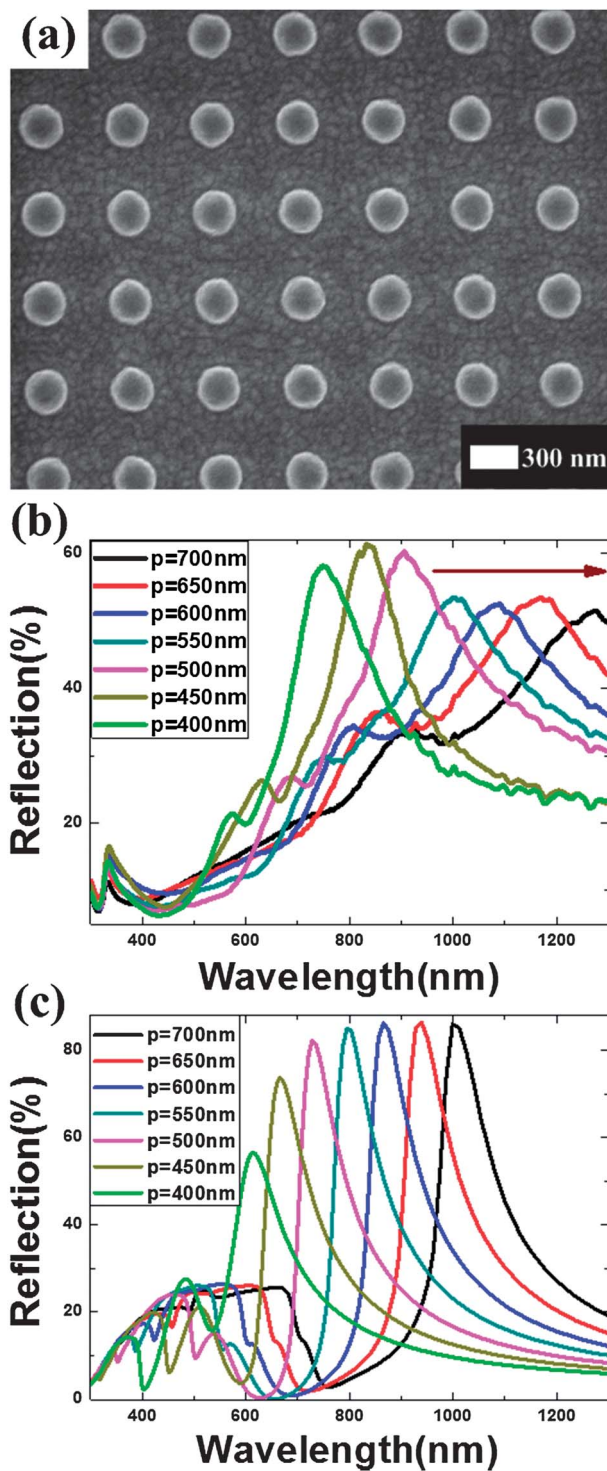 (a)
300 nm
(b)
60
40
20
Reflection(%)
p=700nm
p=650nm
p=600nm
p=550nm
p=500nm
p=450nm
p=400nm
400 600 800 1000 1200
Wavelength(nm)
(c)
80
60
40
20
0
Reflection(%)
p=700nm
p=650nm
p=600nm
p=550nm
p=500nm
p=450nm
p=400nm
400 600 800 1000 1200
Wavelength(nm)